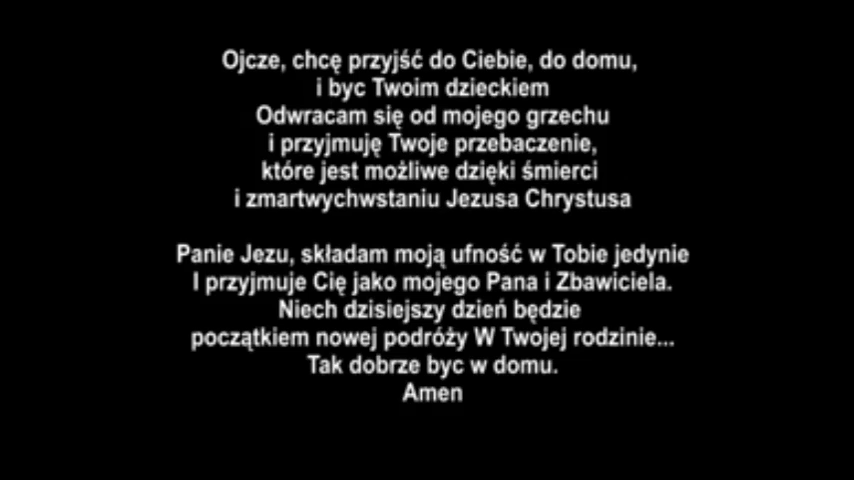 Ojcze, chcę przyjść do Ciebie, do domu,
i byc Twoim dzieckiem
Odwracam się od mojego grzechu
i przyjmuję Twoje przebaczenie,
które jest możliwe dzięki śmierci
i zmartwychwstaniu Jezusa Chrystusa
Panie Jezu, składam moją ufność w Tobie jedynie
I przyjmuje Cię jako mojego Pana i Zbawiciela.
Niech dzisiejszy dzień będzie
początkiem nowej podróży W Twojej rodzinie...
Tak dobrze byc w domu.
Amen